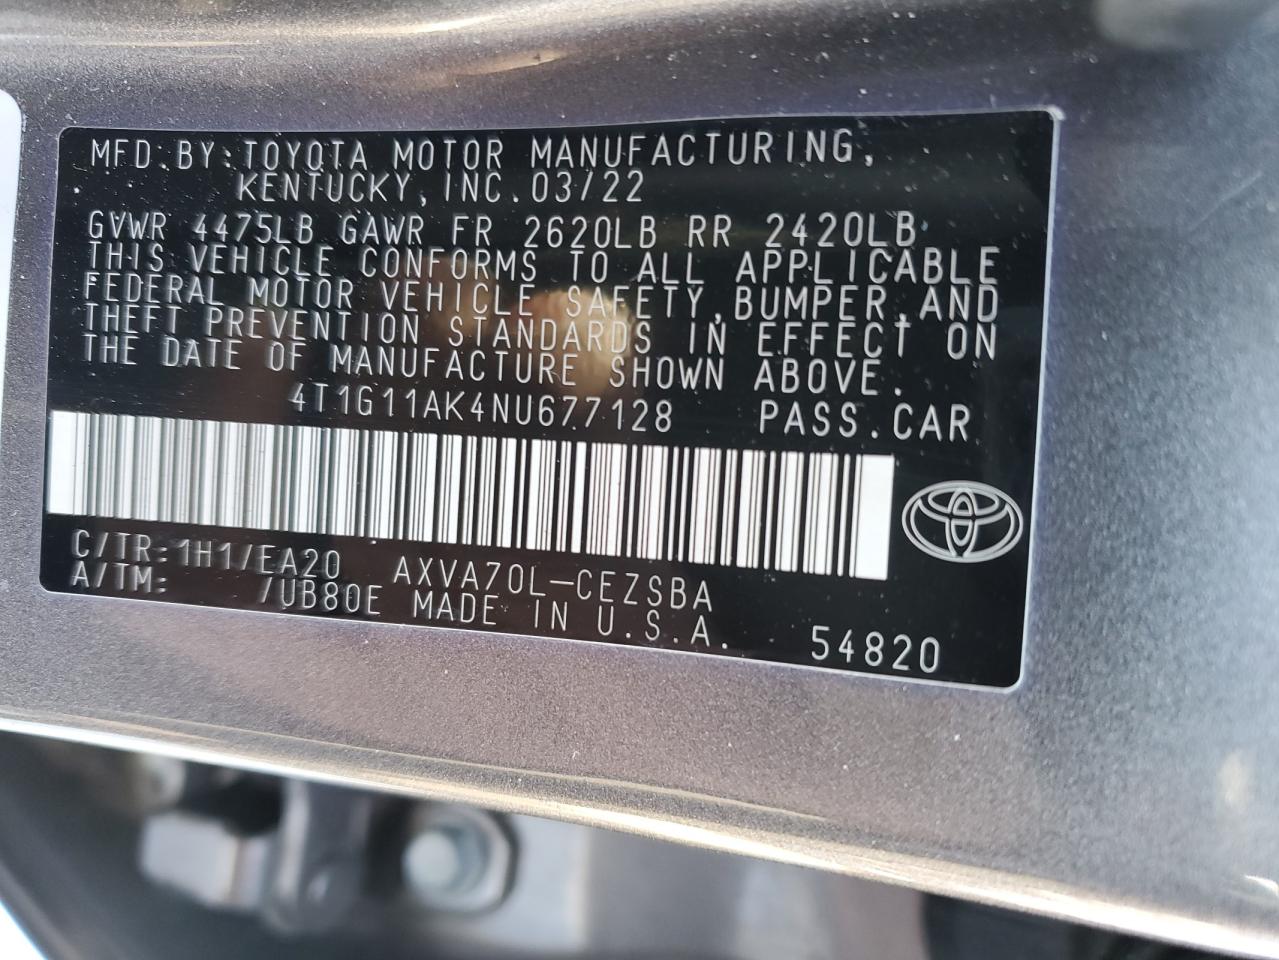 MFD.BY:TOYOTA MOTOR MANUFACTURING,
KENTUCKY, INC. 03/22
GVWR 4475LB GAWR FR 2620LB RR 2420LB
THIS VEHICLE CONFORMS TO ALL APPLICABLE
FEDERAL MOTOR VEHICLE SAFETY, BUMPER, AND
THEFT PREVENTION STANDARDS IN EFFECT ON
THE DATE OF MANUFACTURE SHOWN ABOVE.
4T1G11AK4NU677128 PASS.CAR
C/TR:1H1/EA20 AXVA70L-CEZSBA
A/TM: /UB80E MADE IN U.S.A. 54820